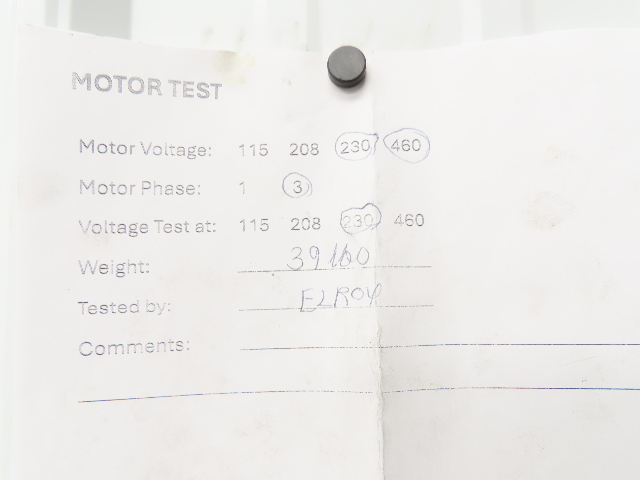 MOTOR TEST
Motor Voltage: 115 208 230 460
Motor Phase: 1 3
Voltage Test at: 115 208 230 460
Weight:
Tested by: ELROY
Comments: